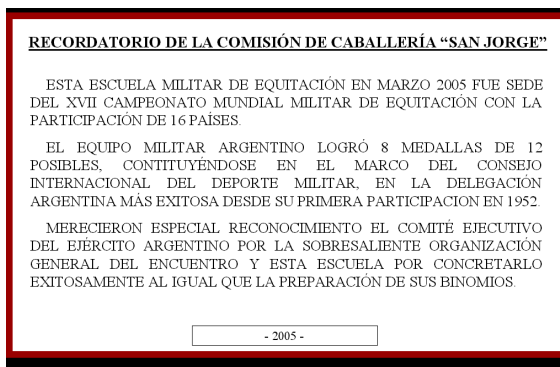 RECORDATORIO DE LA COMISIÓN DE CABALLERÍA “SAN JORGE”
ESTA ESCUELA MILITAR DE EQUITACIÓN EN MARZO 2005 FUE SEDE
DEL XVII CAMPEONATO MUNDIAL MILITAR DE EQUITACIÓN CON LA
PARTICIPACIÓN DE 16 PAÍSES.
EL EQUIPO MILITAR ARGENTINO LOGRÓ 8 MEDALLAS DE 12
POSIBLES, CONTITUYÉNDOSE EN EL MARCO DEL CONSEJO
INTERNACIONAL DEL DEPORTE MILITAR, EN LA DELEGACIÓN
ARGENTINA MÁS EXITOSA DESDE SU PRIMERA PARTICIPACION EN 1952.
MERECIERON ESPECIAL RECONOCIMIENTO EL COMITÉ EJECUTIVO
DEL EJÉRCITO ARGENTINO POR LA SOBRESALIENTE ORGANIZACIÓN
GENERAL DEL ENCUENTRO Y ESTA ESCUELA POR CONCRETARLO
EXITOSAMENTE AL IGUAL QUE LA PREPARACIÓN DE SUS BINOMIOS.
- 2005 -